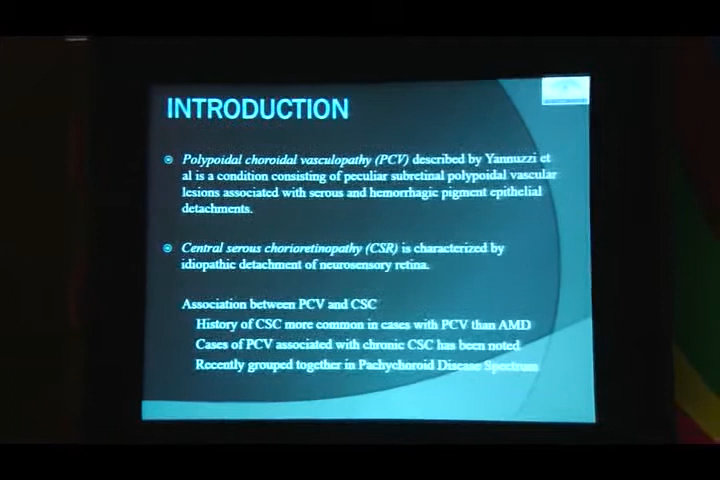 INTRODUCTION
Polypoidal choroidal vasculopathy (PCV) described by Yannuzzi et
al is a condition consisting of peculiar subretinal polypoidal vascular
lesions associated with serous and hemorrhagic pigment epithelial
detachments.
Central serous chorioretinopathy (CSR) is characterized by
idiopathic detachment of neurosensory retina.
Association between PCV and CSC
History of CSC more common in cases with PCV than AMD
Cases of PCV associated with chronic CSC has been noted
Recently grouped together in Pachychoroid Disease Spectrum